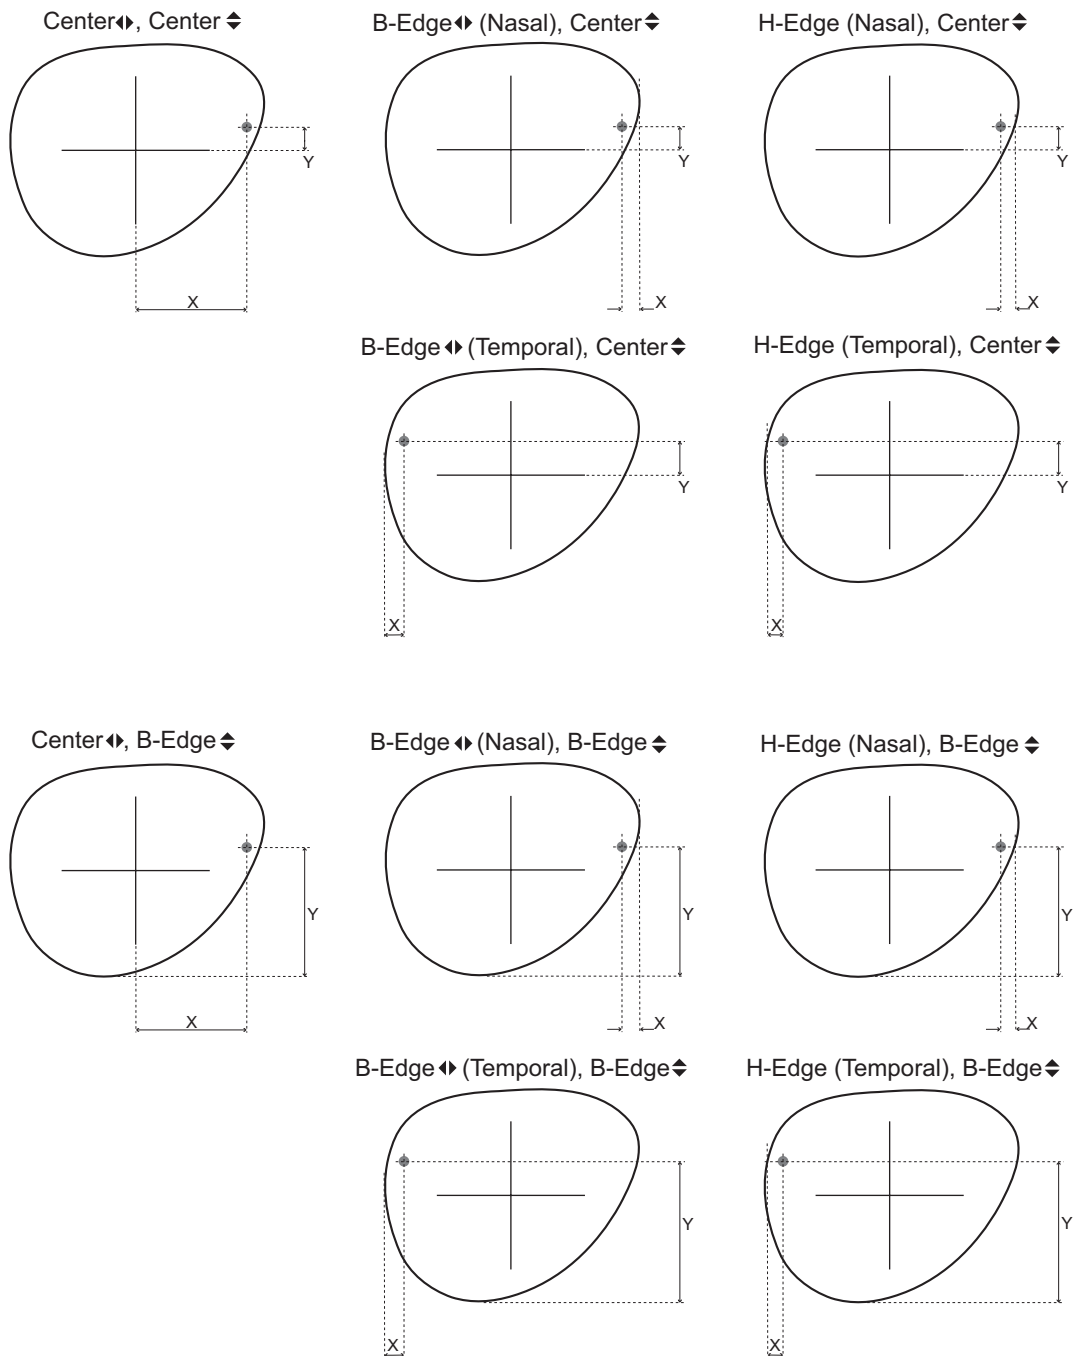 Center◂▸, Center ⬘
B-Edge◂▸ (Nasal), Center⬘
H-Edge (Nasal), Center⬘
Y
Y
Y
X
X
X
B-Edge ◂▸ (Temporal), Center⬘
H-Edge (Temporal), Center⬘
Y
Y
X
X
Center◂▸, B-Edge⬘
B-Edge ◂▸ (Nasal), B-Edge⬘
H-Edge (Nasal), B-Edge ⬘
Y
Y
Y
X
X
X
B-Edge ◂▸ (Temporal), B-Edge⬘
H-Edge (Temporal), B-Edge⬘
Y
Y
X
X